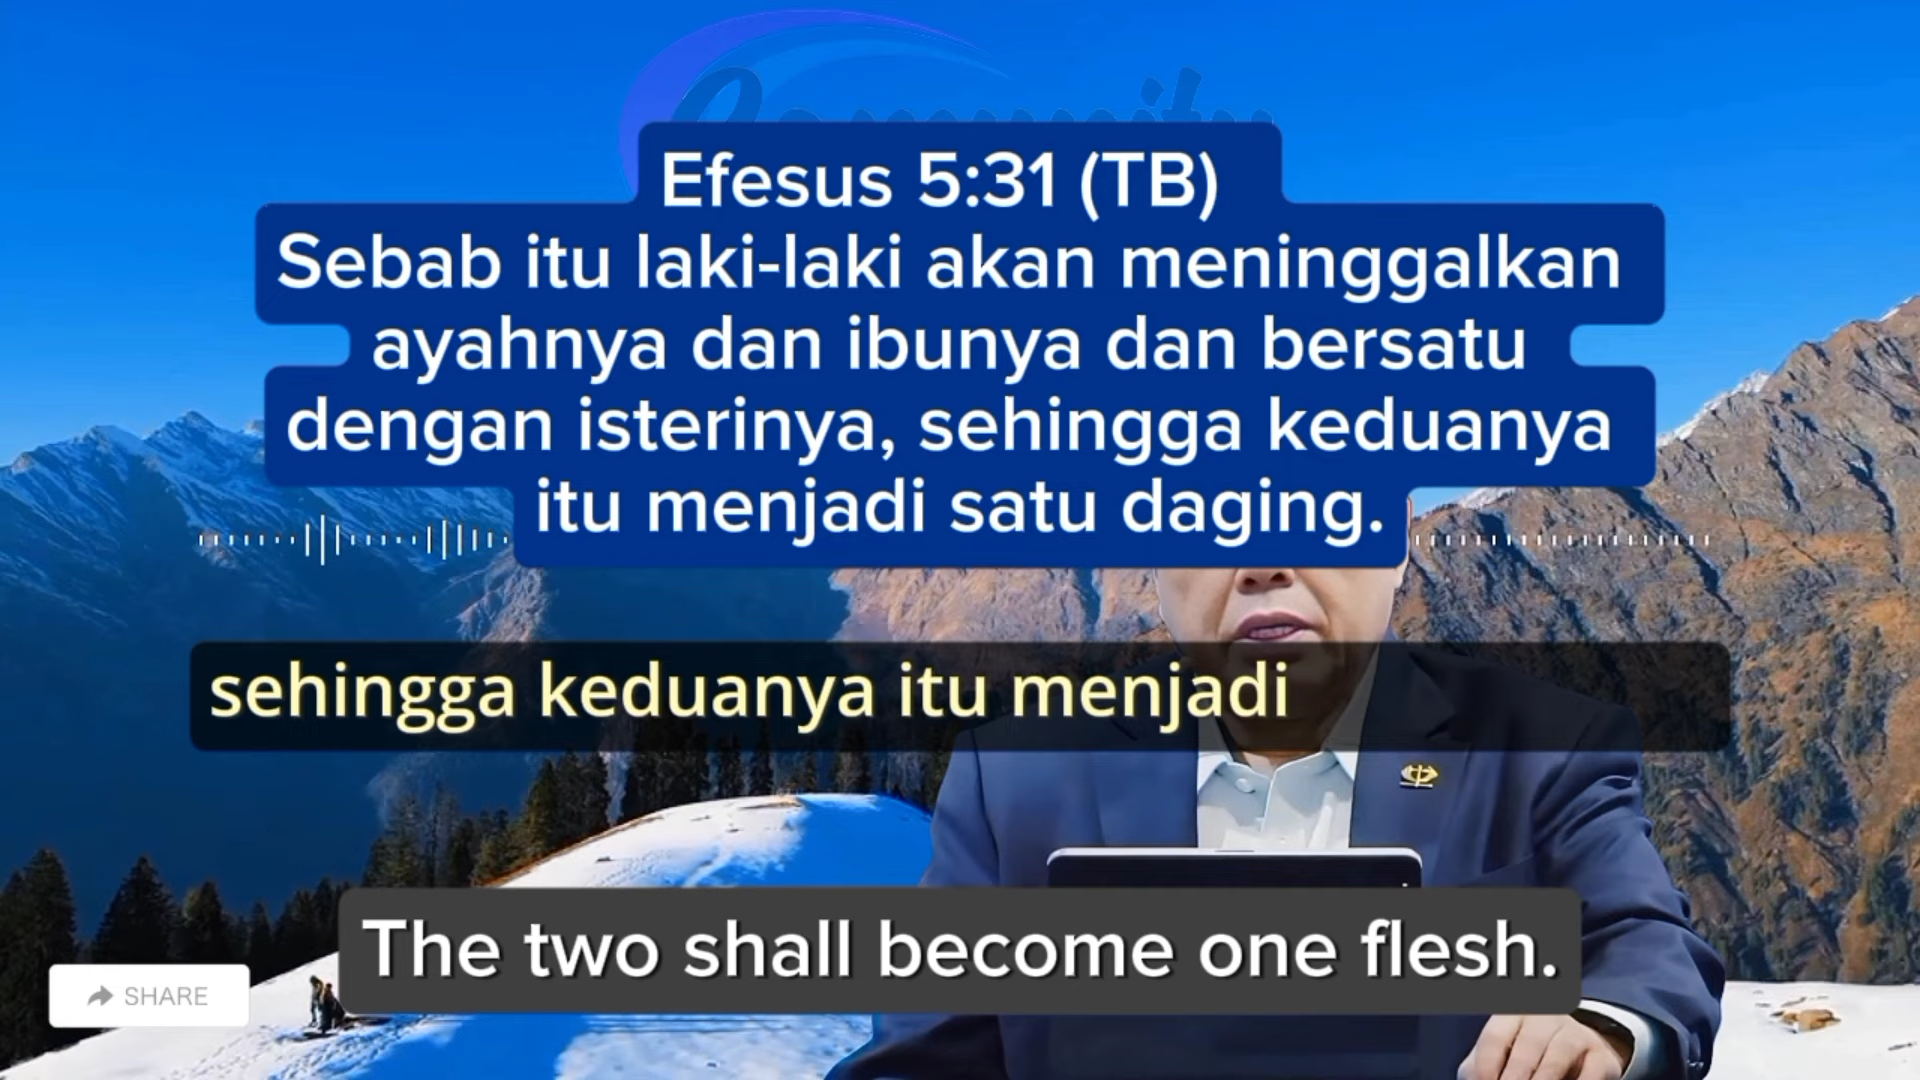 Efesus 5:31 (TB)
Sebab itu laki-laki akan meninggalkan
ayahnya dan ibunya dan bersatu
dengan isterinya, sehingga keduanya
itu menjadi satu daging.
sehingga keduanya itu menjadi
The two shall become one flesh.
SHARE